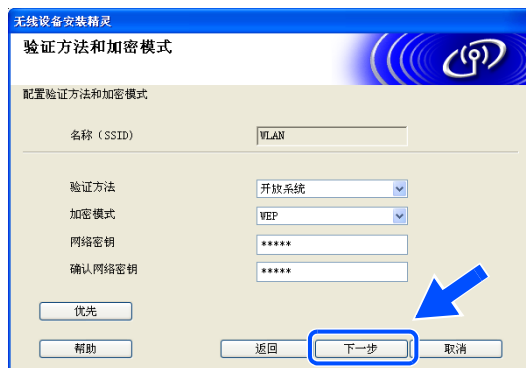 无线设备安装精灵
验证方法和加密模式
配置验证方法和加密模式
名称（SSID） WLAN
验证方法 开放系统
加密模式 WEP
网络密钥 *****
确认网络密钥 *****
优先
帮助 返回 下一步 取消